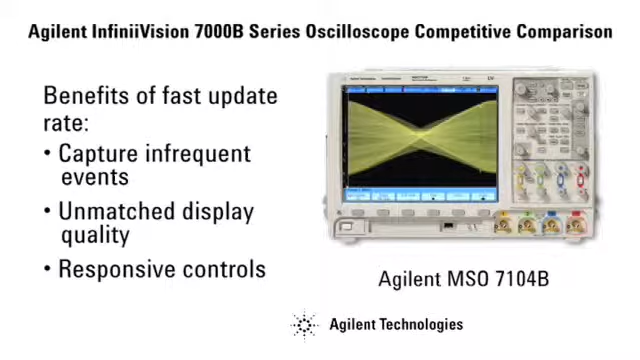 Agilent InfiniiVision 7000B Series Oscilloscope Competitive Comparison
Benefits of fast update
rate:
• Capture infrequent
events
• Unmatched display
quality
• Responsive controls
Agilent MSO 7104B
Agilent Technologies